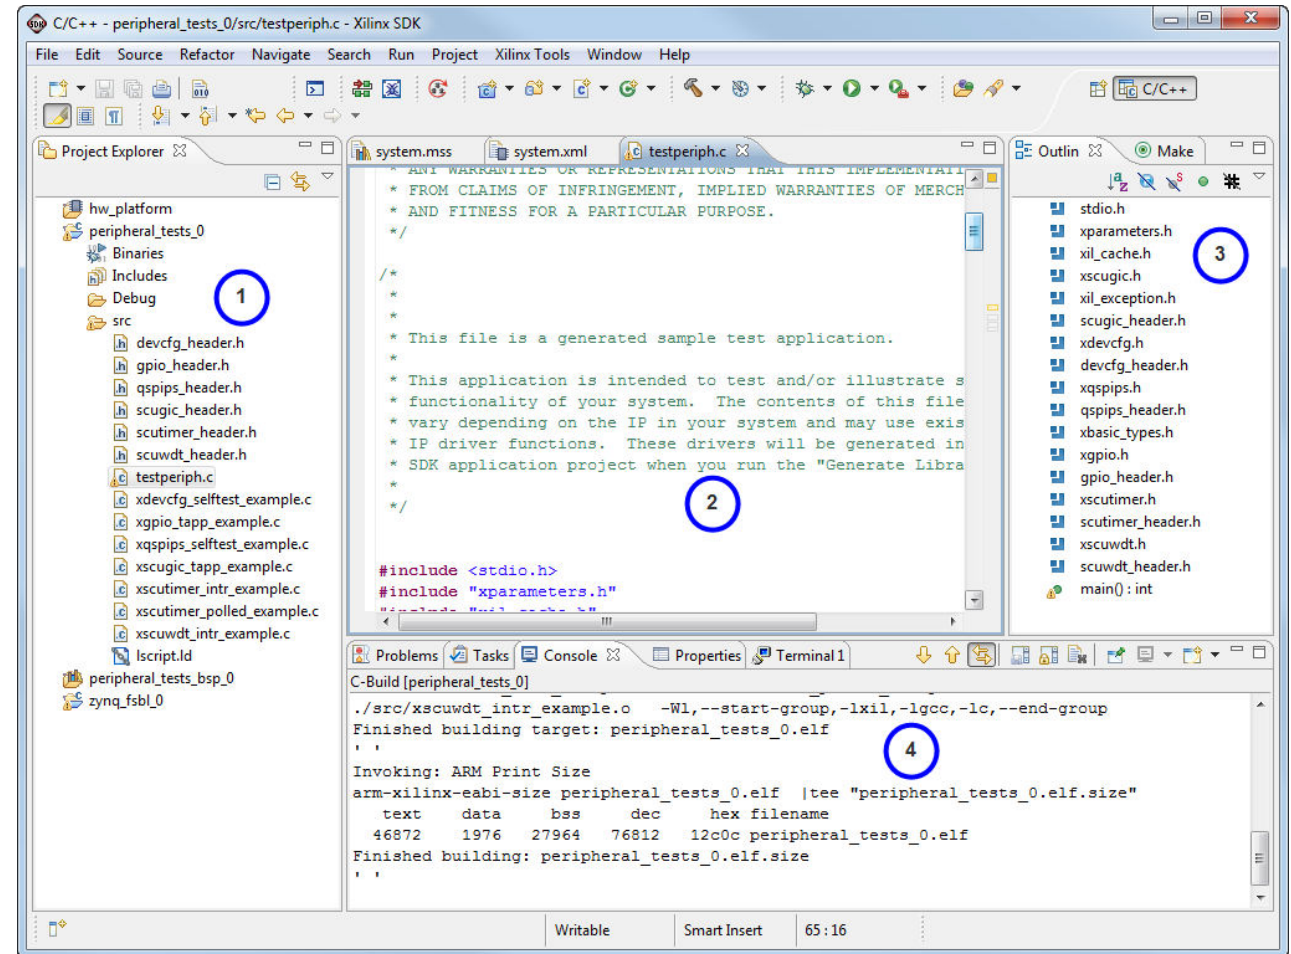 C/C++ - peripheral_tests_0/src/testperiph.c - Xilinx SDK
File Edit Source Refactor Navigate Search Run Project Xilinx Tools Window Help
C/C++
Project Explorer
hw_platform
peripheral_tests_0
Binaries
Includes
Debug
src
devcfg_header.h
gpio_header.h
qspips_header.h
scugic_header.h
scutimer_header.h
scuwdt_header.h
testperiph.c
xdevcfg_selftest_example.c
xgpio_tapp_example.c
xqspips_selftest_example.c
xscugic_tapp_example.c
xscutimer_intr_example.c
xscutimer_polled_example.c
xscuwdt_intr_example.c
lscript.ld
peripheral_tests_bsp_0
zynq_fsbl_0
1
system.mss system.xml testperiph.c
* ANY WARRANTIES OR REPRESENTATIONS THAT THIS IMPLEMENTATI
* FROM CLAIMS OF INFRINGEMENT, IMPLIED WARRANTIES OF MERCH
* AND FITNESS FOR A PARTICULAR PURPOSE.
*/
/*
*
*
* This file is a generated sample test application.
*
* This application is intended to test and/or illustrate s
* functionality of your system.  The contents of this file
* vary depending on the IP in your system and may use exis
* IP driver functions.  These drivers will be generated in
* SDK application project when you run the "Generate Libra
*
*/
2
#include <stdio.h>
#include "xparameters.h"
#include "xil_cache.h"
Outlin Make
stdio.h
xparameters.h
xil_cache.h
xscugic.h
xil_exception.h
scugic_header.h
xdevcfg.h
devcfg_header.h
xqspips.h
qspips_header.h
xbasic_types.h
xgpio.h
gpio_header.h
xscutimer.h
scutimer_header.h
xscuwdt.h
scuwdt_header.h
main() : int
3
Problems Tasks Console Properties Terminal 1
C-Build [peripheral_tests_0]
./src/xscuwdt_intr_example.o   -Wl,--start-group,-lxil,-lgcc,-lc,--end-group
Finished building target: peripheral_tests_0.elf
' '
Invoking: ARM Print Size
arm-xilinx-eabi-size peripheral_tests_0.elf  |tee "peripheral_tests_0.elf.size"
text data bss dec hex filename
46872 1976 27964 76812 12c0c peripheral_tests_0.elf
Finished building: peripheral_tests_0.elf.size
' '
4
Writable Smart Insert 65 : 16